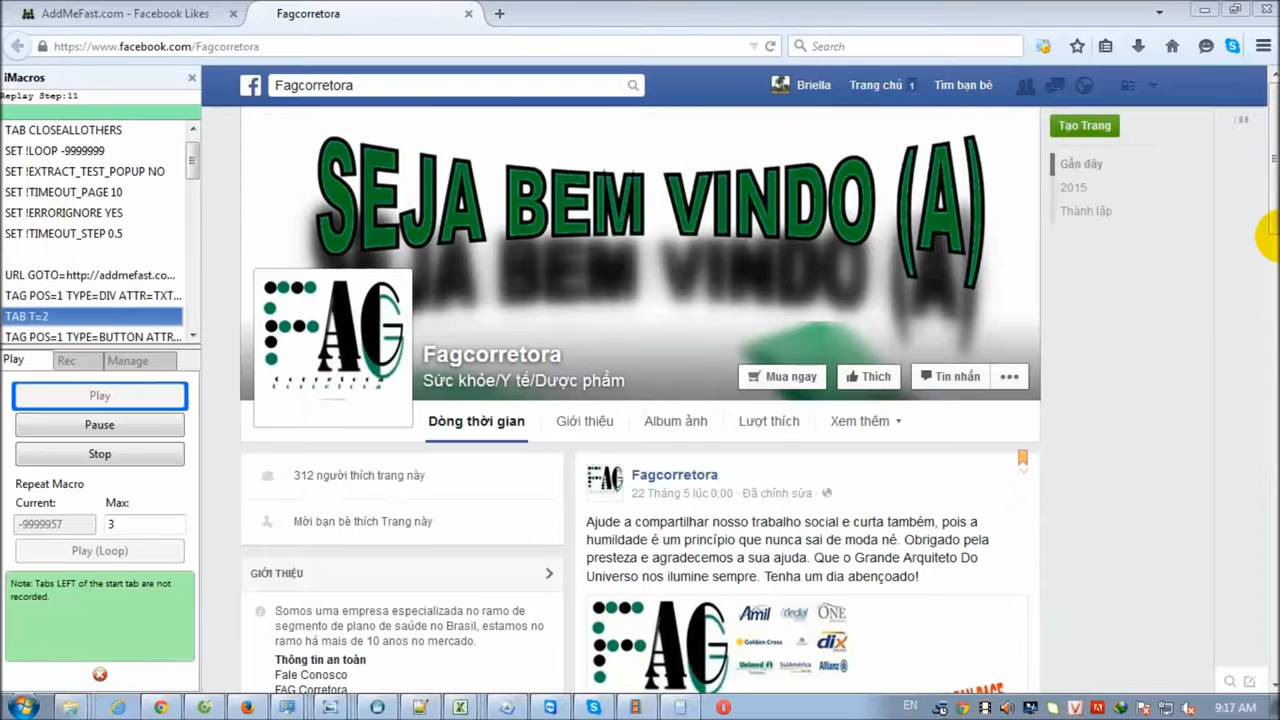 AddMeFast.com - Facebook Likes
Fagcorretora
https://www.facebook.com/Fagcorretora
Search
iMacros
Replay Step:11
TAB CLOSEALLOTHERS
SET !LOOP -9999999
SET !EXTRACT_TEST_POPUP NO
SET !TIMEOUT_PAGE 10
SET !ERRORIGNORE YES
SET !TIMEOUT_STEP 0.5
URL GOTO=http://addmefast.co...
TAG POS=1 TYPE=DIV ATTR=TXT...
TAB T=2
TAG POS=1 TYPE=BUTTON ATTR...
Play
Rec
Manage
Play
Pause
Stop
Repeat Macro
Current:
Max:
-9999957
3
Play (Loop)
Note: Tabs LEFT of the start tab are not
recorded.
Fagcorretora
Briella
Trang chủ 1
Tìm bạn bè
SEJA BEM VINDO (A)
FAG
Fagcorretora
Sức khỏe/Y tế/Dược phẩm
Mua ngay
Thích
Tin nhắn
Dòng thời gian
Giới thiệu
Album ảnh
Lượt thích
Xem thêm
Tạo Trang
Gần đây
2015
Thành lập
312 người thích trang này
Mời bạn bè thích Trang này
GIỚI THIỆU
Somos uma empresa especializada no ramo de
segmento de plano de saúde no Brasil, estamos no
ramo há mais de 10 anos no mercado.
Thông tin an toàn
Fale Conosco
FAG Corretora
FAG
Fagcorretora
22 Tháng 5 lúc 0:00 · Đã chỉnh sửa ·
Ajude a compartilhar nosso trabalho social e curta também, pois a
humildade é um princípio que nunca sai de moda né. Obrigado pela
presteza e agradecemos a sua ajuda. Que o Grande Arquiteto Do
Universo nos ilumine sempre. Tenha um dia abençoado!
FAG
Amil
ONE
Golden Cross
dix
Unimed
SulAmérica
Allianz
EN
9:17 AM